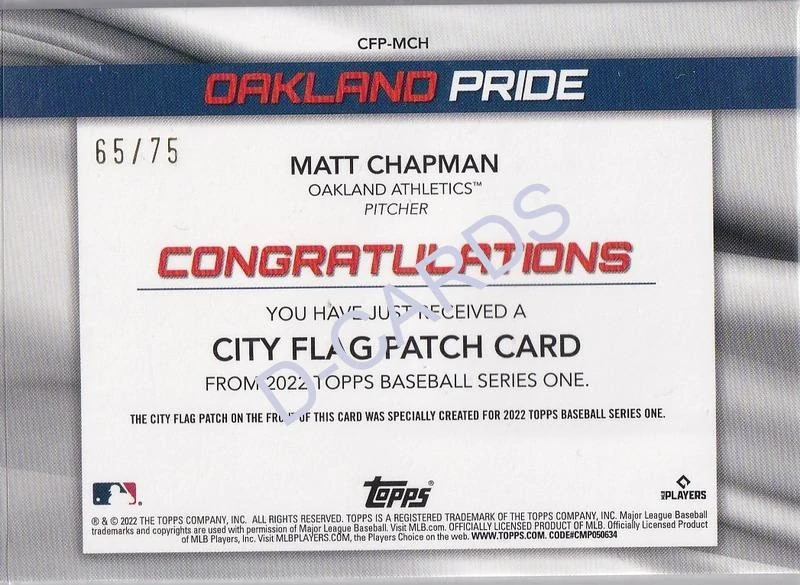 CFP-MCH
OAKLAND PRIDE
65/75
MATT CHAPMAN
OAKLAND ATHLETICS™
PITCHER
CONGRATULATIONS
YOU HAVE JUST RECEIVED A
CITY FLAG PATCH CARD
FROM 2022 TOPPS BASEBALL SERIES ONE.
THE CITY FLAG PATCH ON THE FRONT OF THIS CARD WAS SPECIALLY CREATED FOR 2022 TOPPS BASEBALL SERIES ONE.
D-CARDS
Topps®
MLB PLAYERS
® & © 2022 THE TOPPS COMPANY, INC. ALL RIGHTS RESERVED. TOPPS IS A REGISTERED TRADEMARK OF THE TOPPS COMPANY, INC. Major League Baseball
trademarks and copyrights are used with permission of Major League Baseball. Visit MLB.com. OFFICIALLY LICENSED PRODUCT OF MLB. Officially Licensed Product
of MLB Players, Inc. Visit MLBPLAYERS.COM, the Players Choice on the web. WWW.TOPPS.COM. CODE#CMP050634